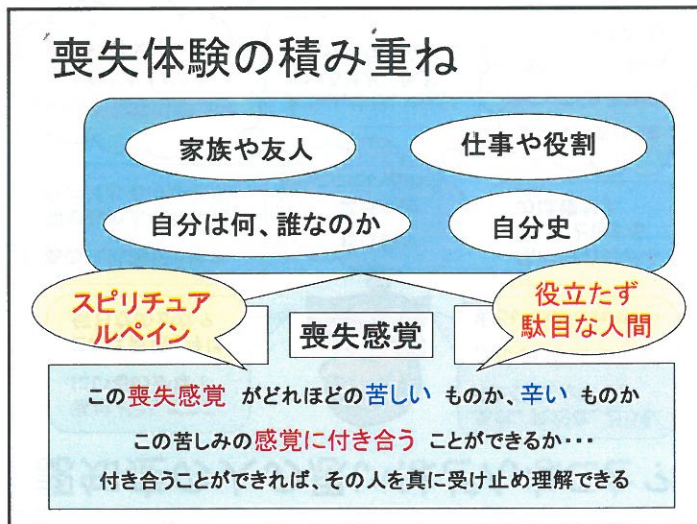 喪失体験の積み重ね
家族や友人
仕事や役割
自分は何、誰なのか
自分史
スピリチュア
ルペイン
喪失感覚
役立たず
駄目な人間
この喪失感覚 がどれほどの苦しい ものか、辛い ものか
この苦しみの感覚に付き合う ことができるか・・・
付き合うことができれば、その人を真に受け止め理解できる